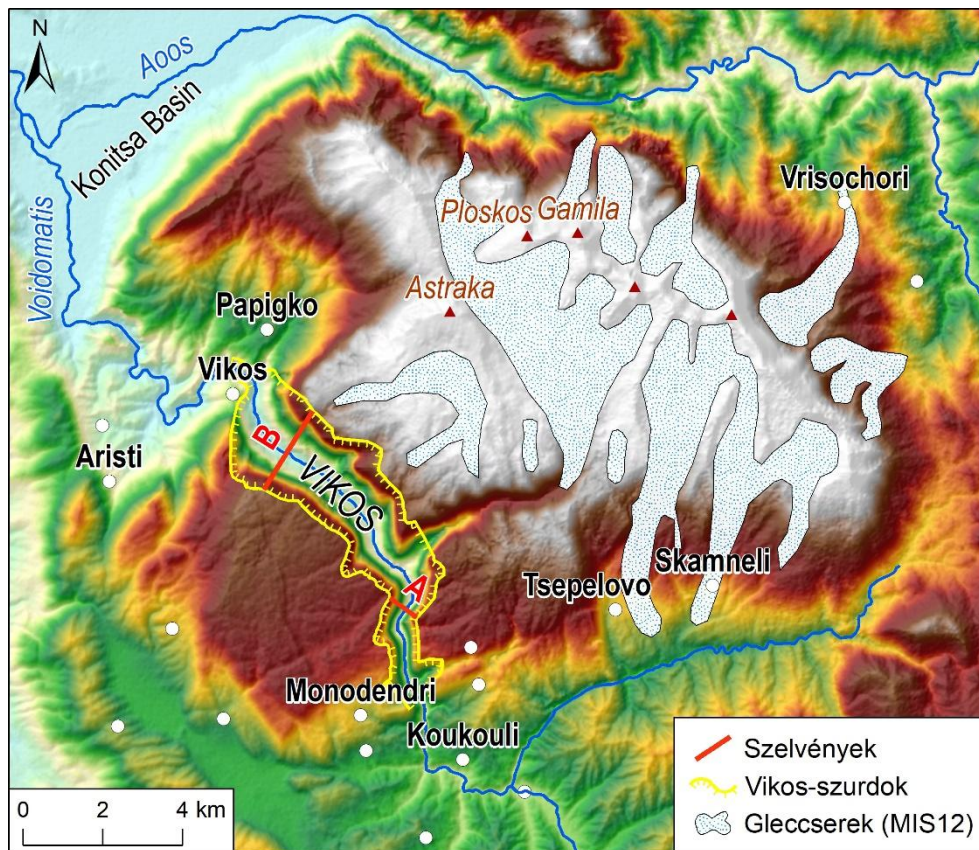 N
Aoos
Konitsa Basin
Voidomatis
Vrisochori
Ploskos
Gamila
Astraka
Papigko
Vikos
B
VIKOS
Aristi
A
Skamneli
Tsepelovo
Monodendri
Koukouli
Szelvények
Vikos-szurdok
Gleccserek (MIS12)
0 2 4 km